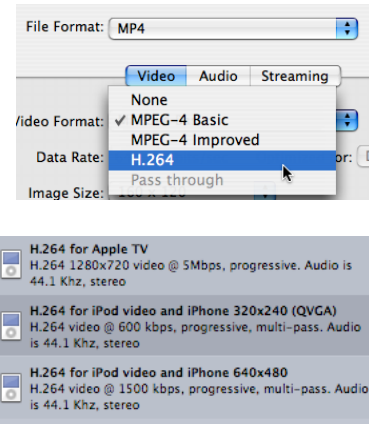 File Format: MP4
Video Audio Streaming
None
Video Format: ✓ MPEG-4 Basic
MPEG-4 Improved
Data Rate: H.264 or:
Pass through
Image Size:
H.264 for Apple TV
H.264 1280x720 video @ 5Mbps, progressive. Audio is
44.1 Khz, stereo
H.264 for iPod video and iPhone 320x240 (QVGA)
H.264 video @ 600 kbps, progressive, multi-pass. Audio
is 44.1 Khz, stereo
H.264 for iPod video and iPhone 640x480
H.264 video @ 1500 kbps, progressive, multi-pass. Audio
is 44.1 Khz, stereo